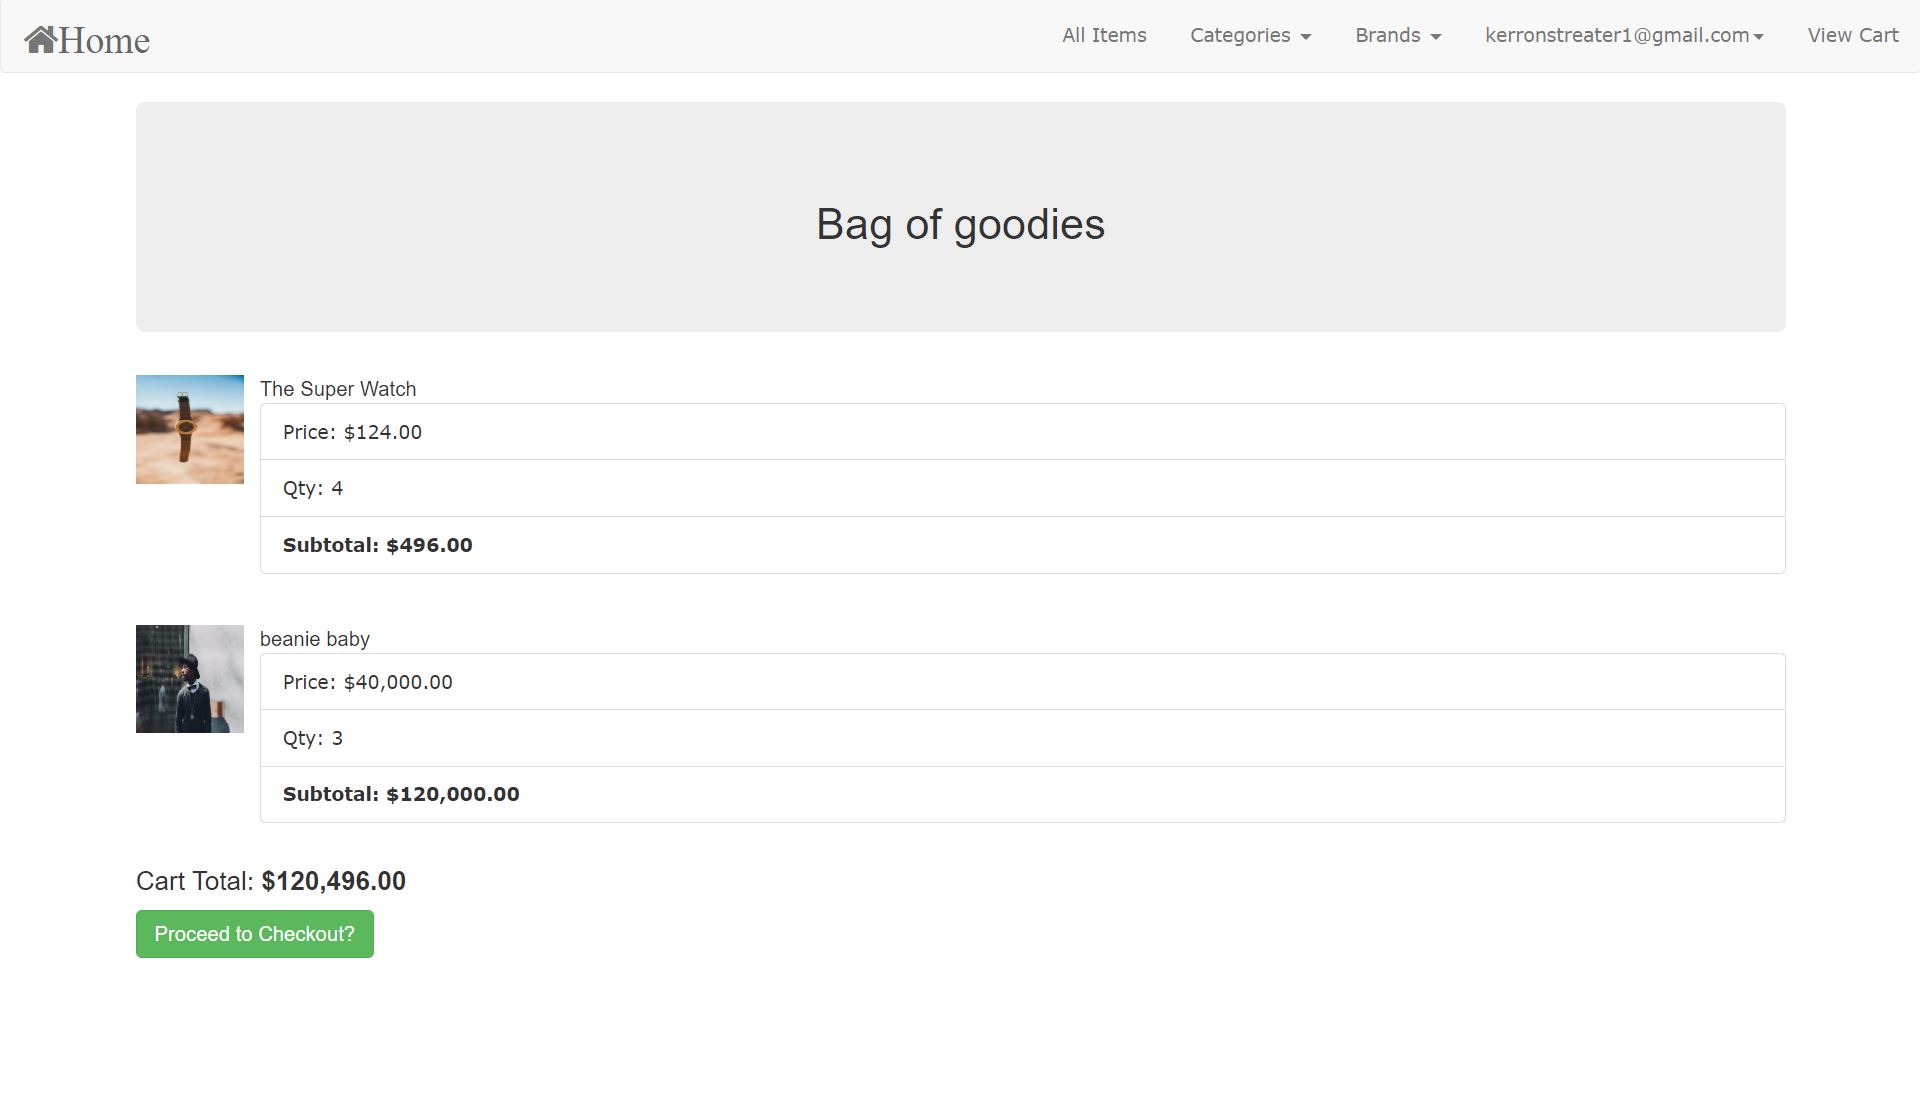 Home
All Items
Categories
Brands
kerronstreater1@gmail.com
View Cart
Bag of goodies
The Super Watch
Price: $124.00
Qty: 4
Subtotal: $496.00
beanie baby
Price: $40,000.00
Qty: 3
Subtotal: $120,000.00
Cart Total: $120,496.00
Proceed to Checkout?